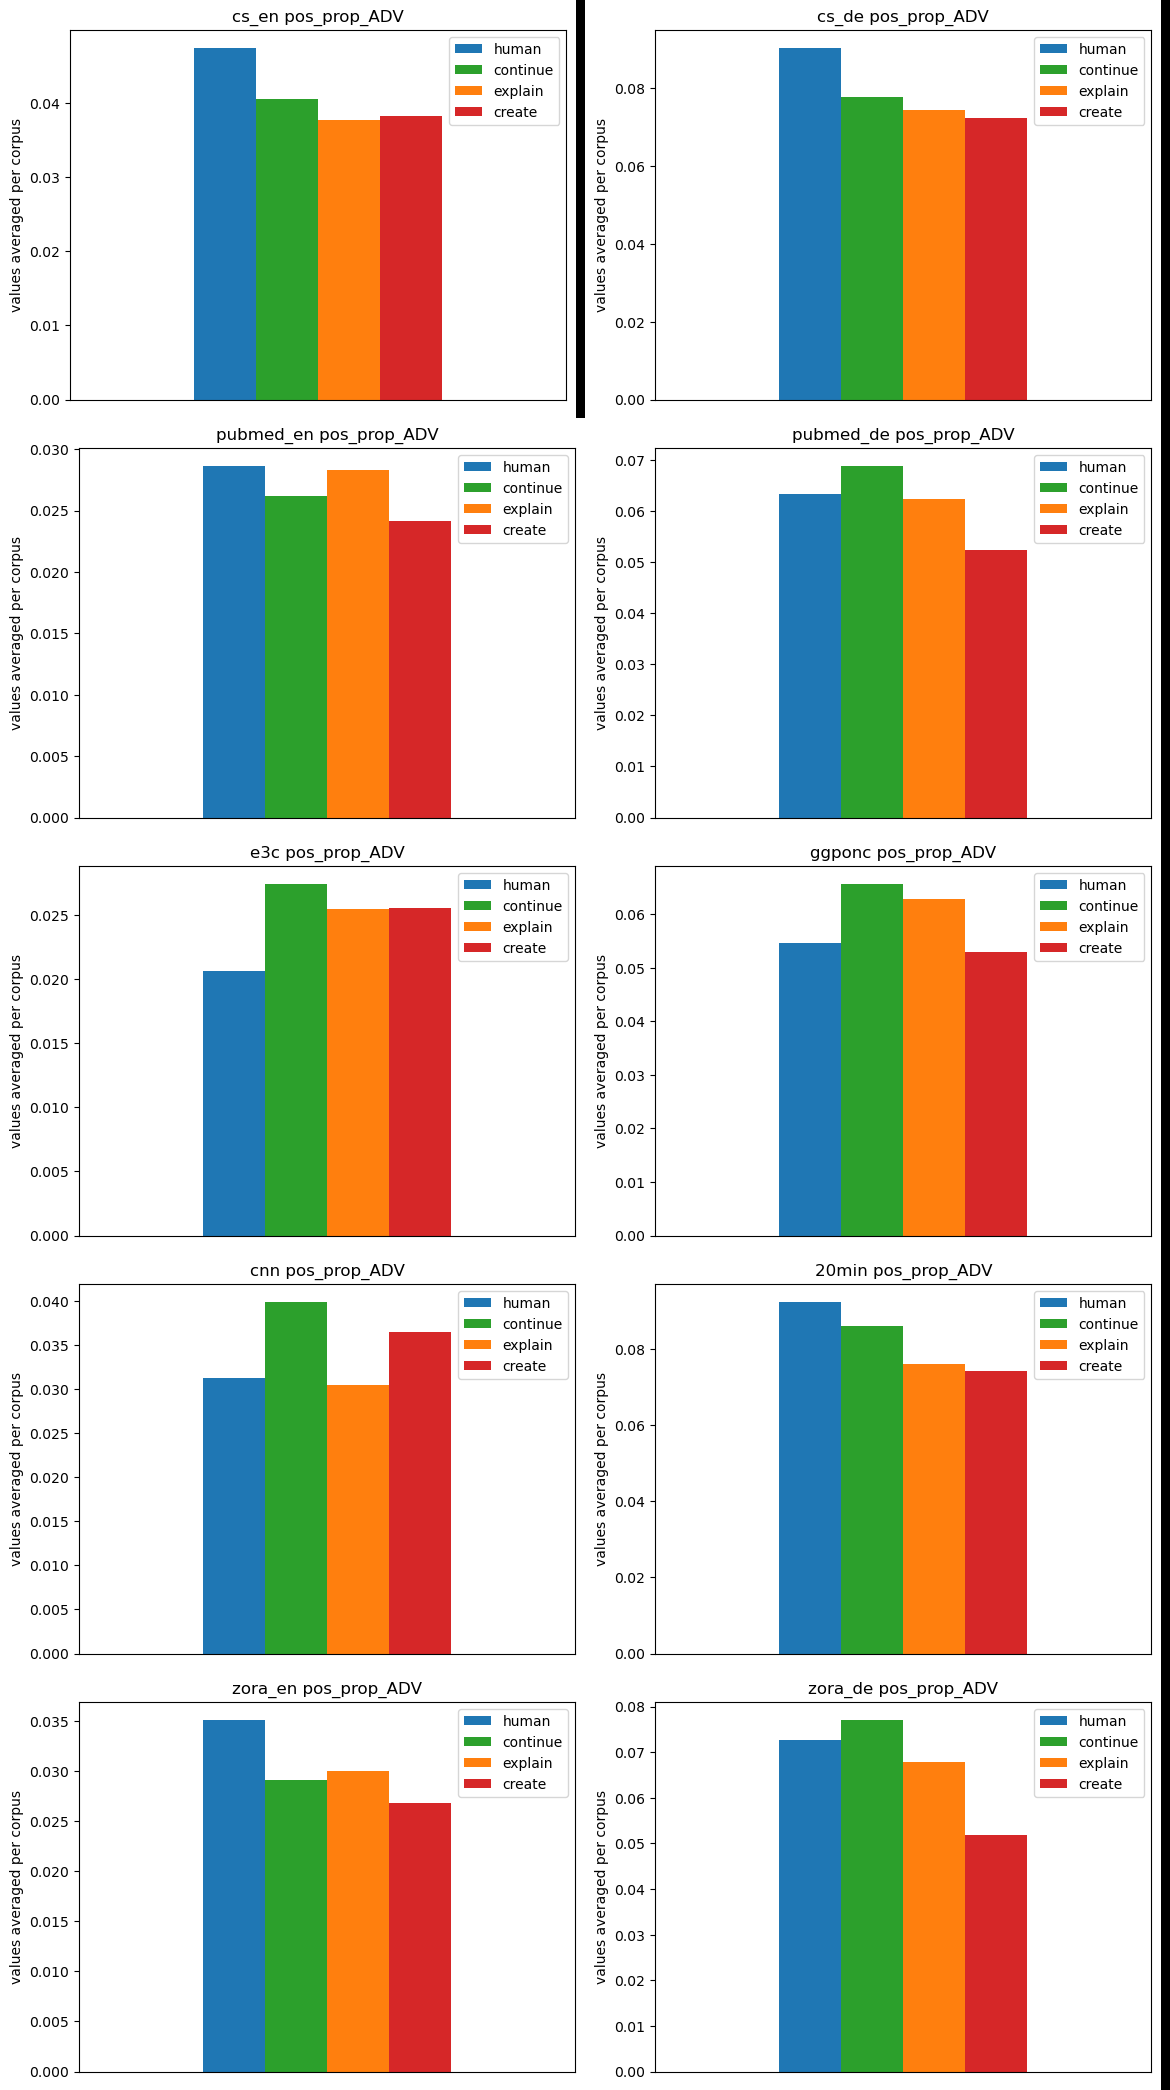 cs_en pos_prop_ADV
values averaged per corpus
0.04
0.03
0.02
0.01
0.00
human
continue
explain
create
cs_de pos_prop_ADV
values averaged per corpus
0.08
0.06
0.04
0.02
0.00
human
continue
explain
create
pubmed_en pos_prop_ADV
values averaged per corpus
0.030
0.025
0.020
0.015
0.010
0.005
0.000
human
continue
explain
create
pubmed_de pos_prop_ADV
values averaged per corpus
0.07
0.06
0.05
0.04
0.03
0.02
0.01
0.00
human
continue
explain
create
e3c pos_prop_ADV
values averaged per corpus
0.025
0.020
0.015
0.010
0.005
0.000
human
continue
explain
create
ggponc pos_prop_ADV
values averaged per corpus
0.06
0.05
0.04
0.03
0.02
0.01
0.00
human
continue
explain
create
cnn pos_prop_ADV
values averaged per corpus
0.040
0.035
0.030
0.025
0.020
0.015
0.010
0.005
0.000
human
continue
explain
create
20min pos_prop_ADV
values averaged per corpus
0.08
0.06
0.04
0.02
0.00
human
continue
explain
create
zora_en pos_prop_ADV
values averaged per corpus
0.035
0.030
0.025
0.020
0.015
0.010
0.005
0.000
human
continue
explain
create
zora_de pos_prop_ADV
values averaged per corpus
0.08
0.07
0.06
0.05
0.04
0.03
0.02
0.01
0.00
human
continue
explain
create